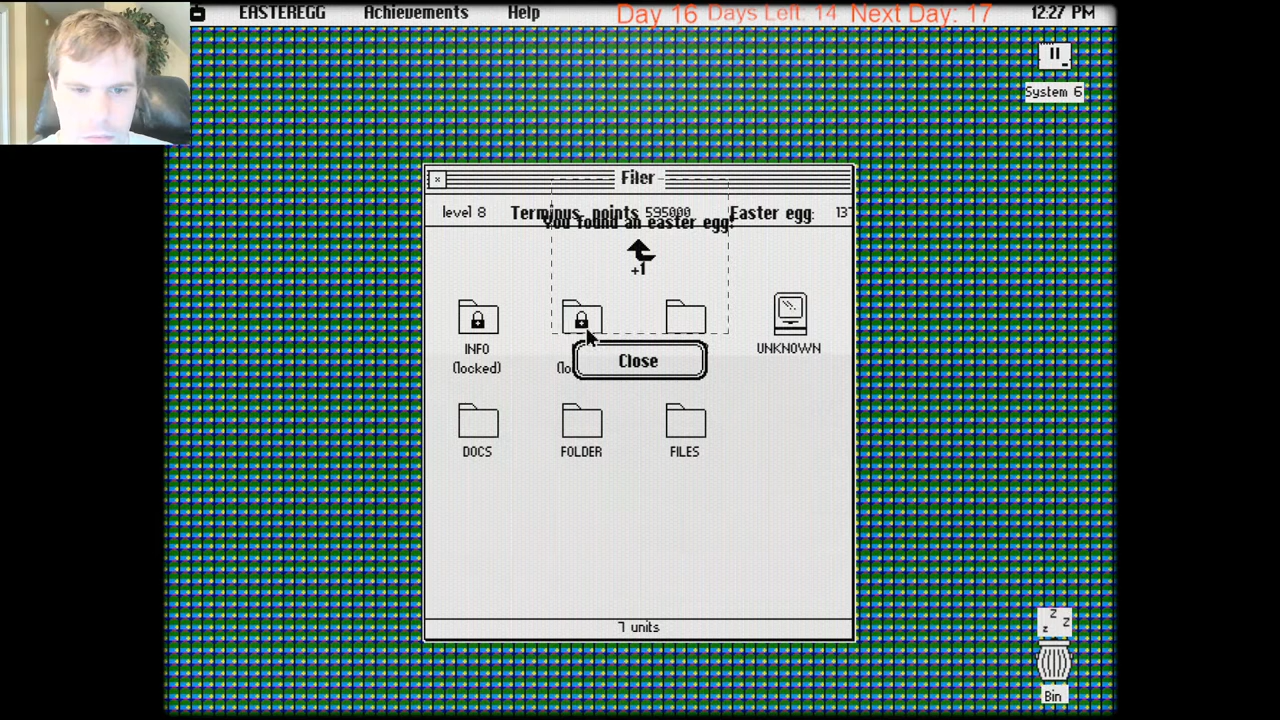 EASTEREGG Achievements Help Day 16 Days Left: 14 Next Day: 17 12:27 PM
System 6
Filer
level 8 Terminus points 595000 Easter egg:
You found an easter egg!
+1
INFO
(locked)
UNKNOWN
Close
DOCS FOLDER FILES
7 units
z Z z
Bin